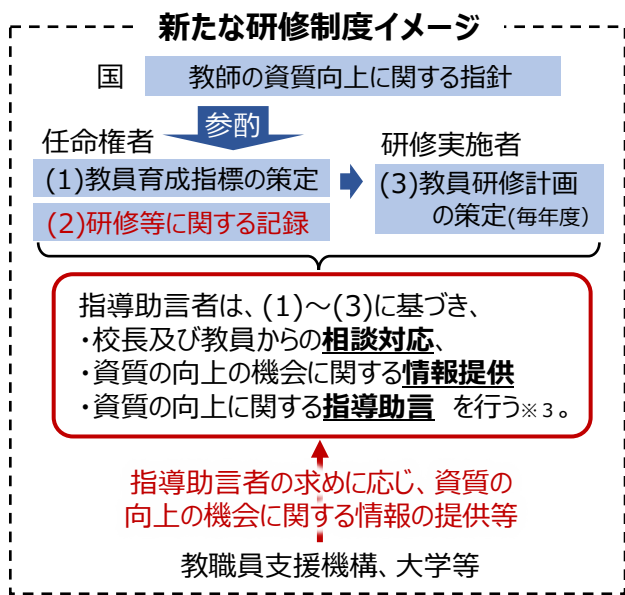 新たな研修制度イメージ
国 教師の資質向上に関する指針
参酌
任命権者
(1)教員育成指標の策定
(2)研修等に関する記録
研修実施者
(3)教員研修計画
の策定(毎年度)
指導助言者は、(1)～(3)に基づき、
・校長及び教員からの相談対応、
・資質の向上の機会に関する情報提供
・資質の向上に関する指導助言 を行う※3。
指導助言者の求めに応じ、資質の
向上の機会に関する情報の提供等
教職員支援機構、大学等